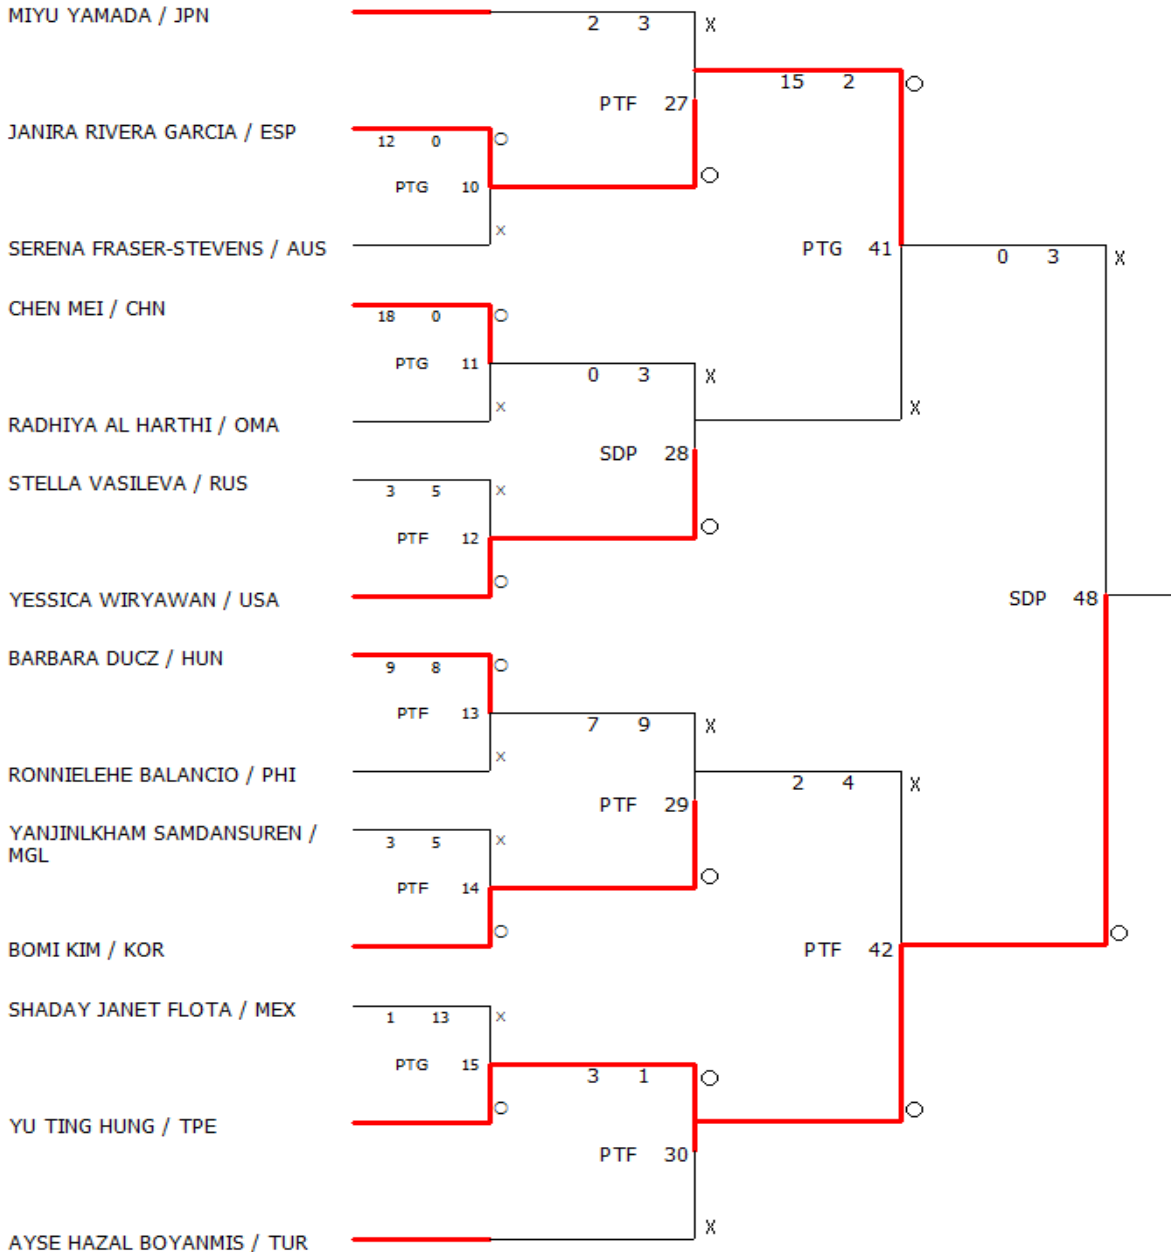 MIYU YAMADA / JPN
2 3 X
15 2 O
PTF 27
JANIRA RIVERA GARCIA / ESP
12 0 O
PTG 10
O
X
SERENA FRASER-STEVENS / AUS
PTG 41
0 3 X
CHEN MEI / CHN
18 0 O
PTG 11
0 3 X
X
X
RADHIYA AL HARTHI / OMA
SDP 28
STELLA VASILEVA / RUS
3 5 X
PTF 12
O
O
YESSICA WIRYAWAN / USA
SDP 48
BARBARA DUCZ / HUN
9 8 O
PTF 13
7 9 X
X
RONNIELEHE BALANCIO / PHI
2 4 X
PTF 29
YANJINLKHAM SAMDANSUREN /
MGL
3 5 X
PTF 14
O
O
O
BOMI KIM / KOR
PTF 42
SHADAY JANET FLOTA / MEX
1 13 X
PTG 15
3 1 O
O
O
YU TING HUNG / TPE
PTF 30
X
AYSE HAZAL BOYANMIS / TUR